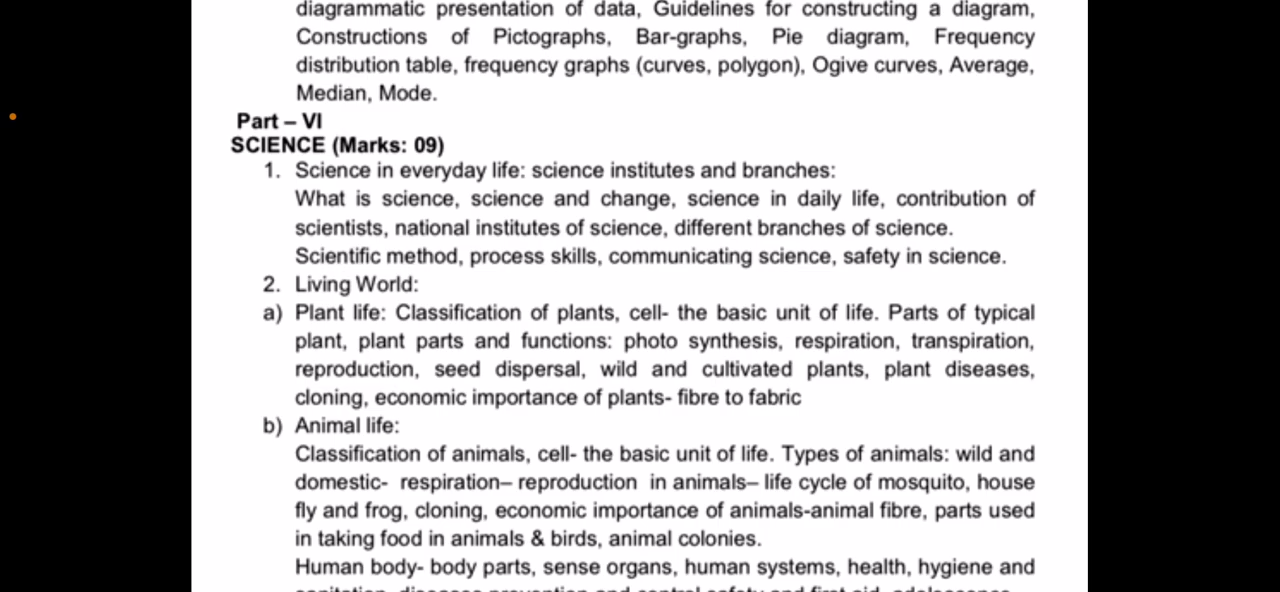 diagrammatic presentation of data, Guidelines for constructing a diagram,
Constructions of Pictographs, Bar-graphs, Pie diagram, Frequency
distribution table, frequency graphs (curves, polygon), Ogive curves, Average,
Median, Mode.
Part – VI
SCIENCE (Marks: 09)
1. Science in everyday life: science institutes and branches:
What is science, science and change, science in daily life, contribution of
scientists, national institutes of science, different branches of science.
Scientific method, process skills, communicating science, safety in science.
2. Living World:
a) Plant life: Classification of plants, cell- the basic unit of life. Parts of typical
plant, plant parts and functions: photo synthesis, respiration, transpiration,
reproduction, seed dispersal, wild and cultivated plants, plant diseases,
cloning, economic importance of plants- fibre to fabric
b) Animal life:
Classification of animals, cell- the basic unit of life. Types of animals: wild and
domestic- respiration– reproduction in animals– life cycle of mosquito, house
fly and frog, cloning, economic importance of animals-animal fibre, parts used
in taking food in animals & birds, animal colonies.
Human body- body parts, sense organs, human systems, health, hygiene and